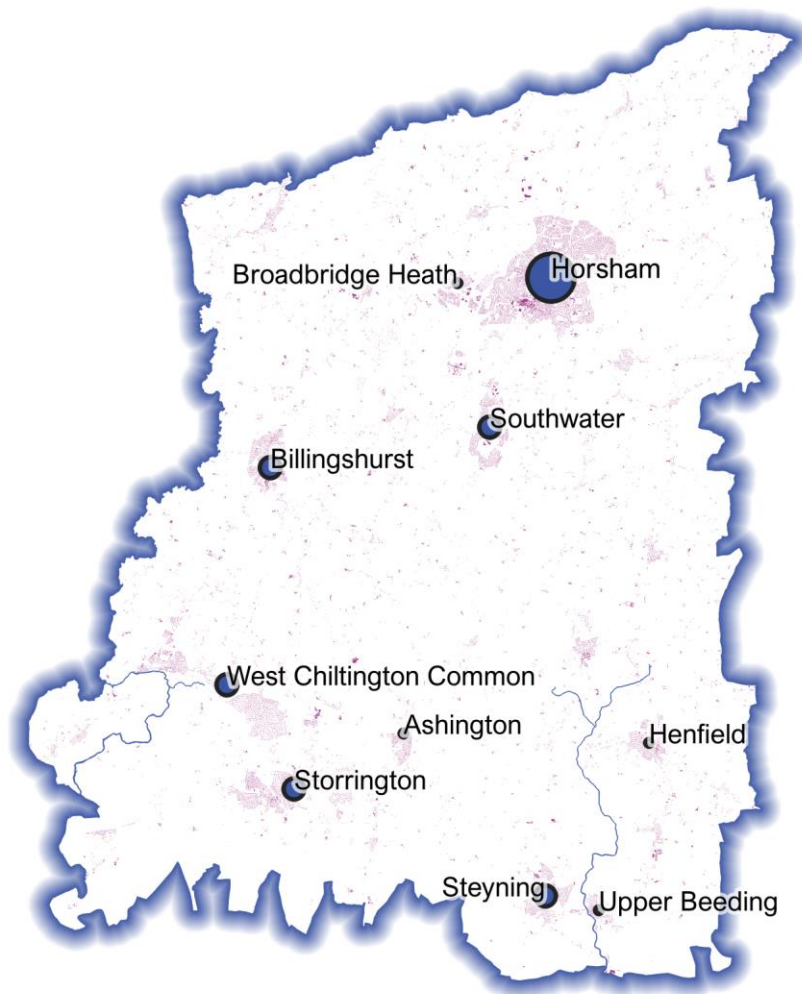 Horsham
Broadbridge Heath
Southwater
Billingshurst
West Chiltington Common
Ashington
Henfield
Storrington
Steyning
Upper Beeding